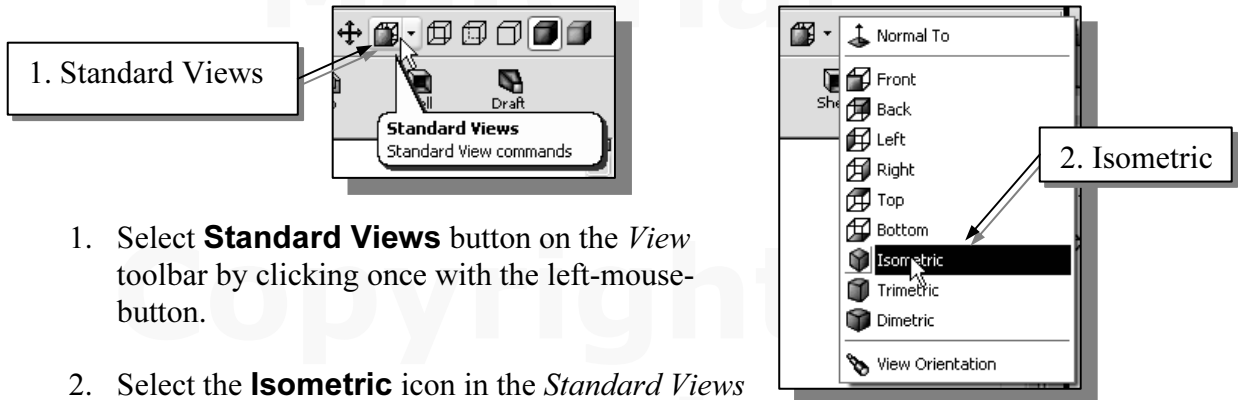 1. Standard Views
Draft
Standard Views
Standard View commands
Normal To
Front
Back
Left
Right
Top
Bottom
Isometric
Trimetric
Dimetric
View Orientation
2. Isometric
1. Select Standard Views button on the View
toolbar by clicking once with the left-mouse-
button.
2. Select the Isometric icon in the Standard Views
Copyright